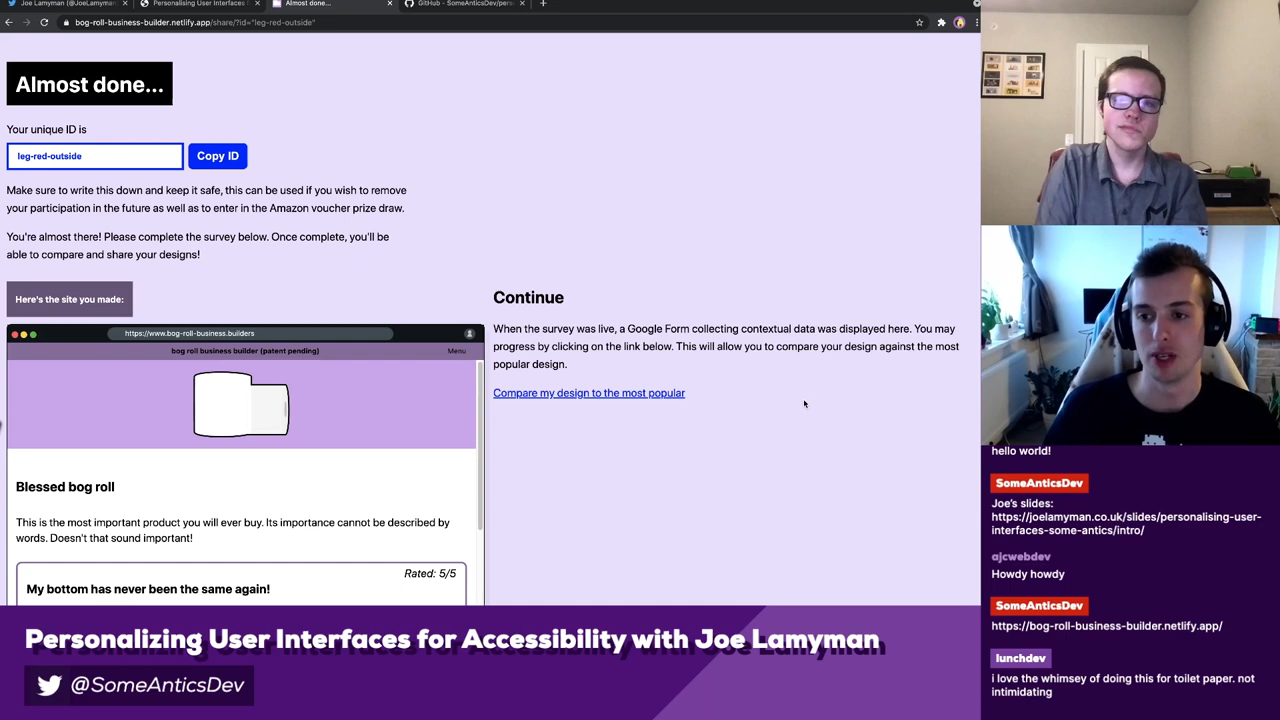 Joe Lamyman (@JoeLamyman
Personalising User Interfaces
Almost done...
GitHub - SomeAnticsDev/pers
bog-roll-business-builder.netlify.app/share/?id="leg-red-outside"
Almost done...
Your unique ID is
leg-red-outside
Copy ID
Make sure to write this down and keep it safe, this can be used if you wish to remove
your participation in the future as well as to enter in the Amazon voucher prize draw.
You're almost there! Please complete the survey below. Once complete, you'll be
able to compare and share your designs!
Here's the site you made:
https://www.bog-roll-business.builders
bog roll business builder (patent pending)
Menu
Blessed bog roll
This is the most important product you will ever buy. Its importance cannot be described by
words. Doesn't that sound important!
Rated: 5/5
My bottom has never been the same again!
Continue
When the survey was live, a Google Form collecting contextual data was displayed here. You may
progress by clicking on the link below. This will allow you to compare your design against the most
popular design.
Compare my design to the most popular
hello world!
SomeAnticsDev
Joe's slides:
https://joelamyman.co.uk/slides/personalising-user-
interfaces-some-antics/intro/
ajcwebdev
Howdy howdy
SomeAnticsDev
https://bog-roll-business-builder.netlify.app/
lunchdev
i love the whimsey of doing this for toilet paper. not
intimidating
Personalizing User Interfaces for Accessibility with Joe Lamyman
@SomeAnticsDev